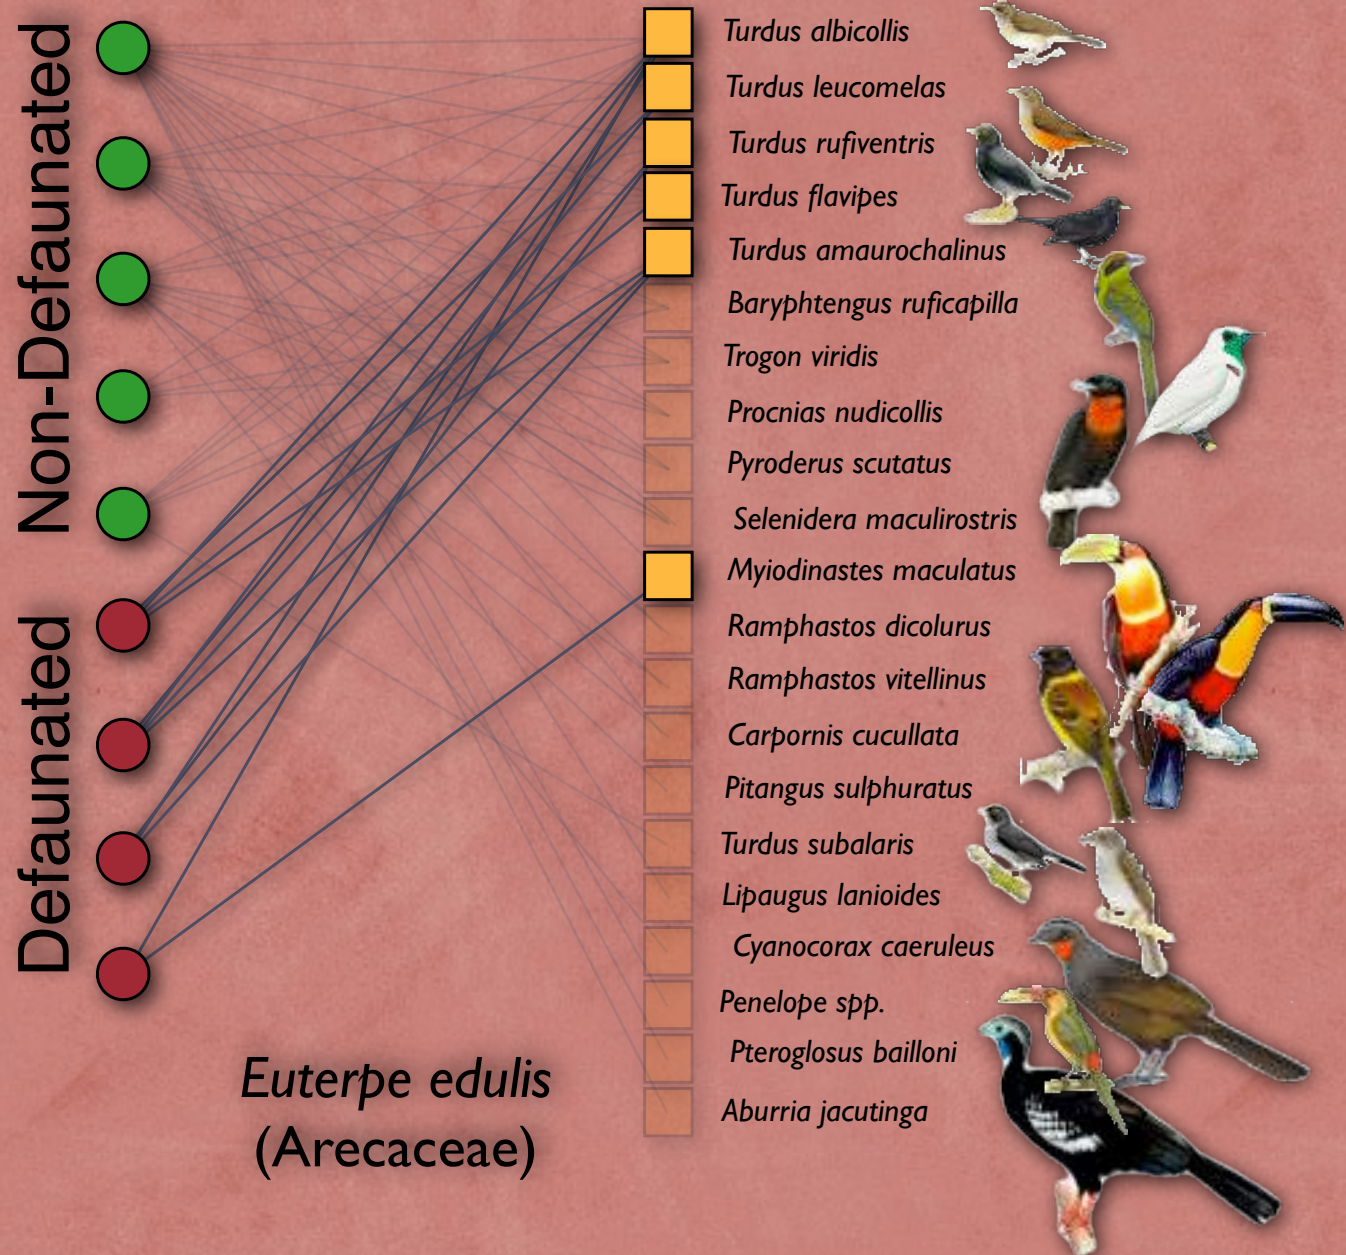 Non-Defaunated
Defaunated
Turdus albicollis
Turdus leucomelas
Turdus rufiventris
Turdus flavipes
Turdus amaurochalinus
Baryphtengus ruficapilla
Trogon viridis
Procnias nudicollis
Pyroderus scutatus
Selenidera maculirostris
Myiodinastes maculatus
Ramphastos dicolurus
Ramphastos vitellinus
Carpornis cucullata
Pitangus sulphuratus
Turdus subalaris
Lipaugus lanioides
Cyanocorax caeruleus
Penelope spp.
Pteroglosus bailloni
Aburria jacutinga
Euterpe edulis
(Arecaceae)